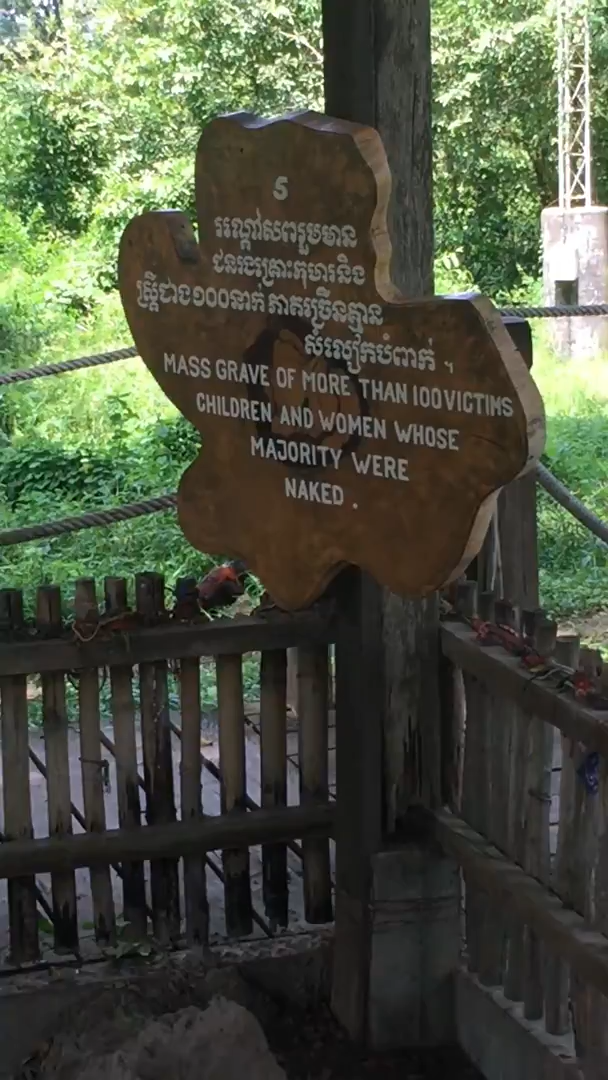 5
រណ្ដៅសពរួបមាន
ជនរងគ្រោះកុមារនិង
ស្ត្រីជាង១០០នាក់ ភាគច្រើនគ្មាន
សំលៀកបំពាក់ ។
MASS GRAVE OF MORE THAN 100 VICTIMS
CHILDREN AND WOMEN WHOSE
MAJORITY WERE
NAKED .